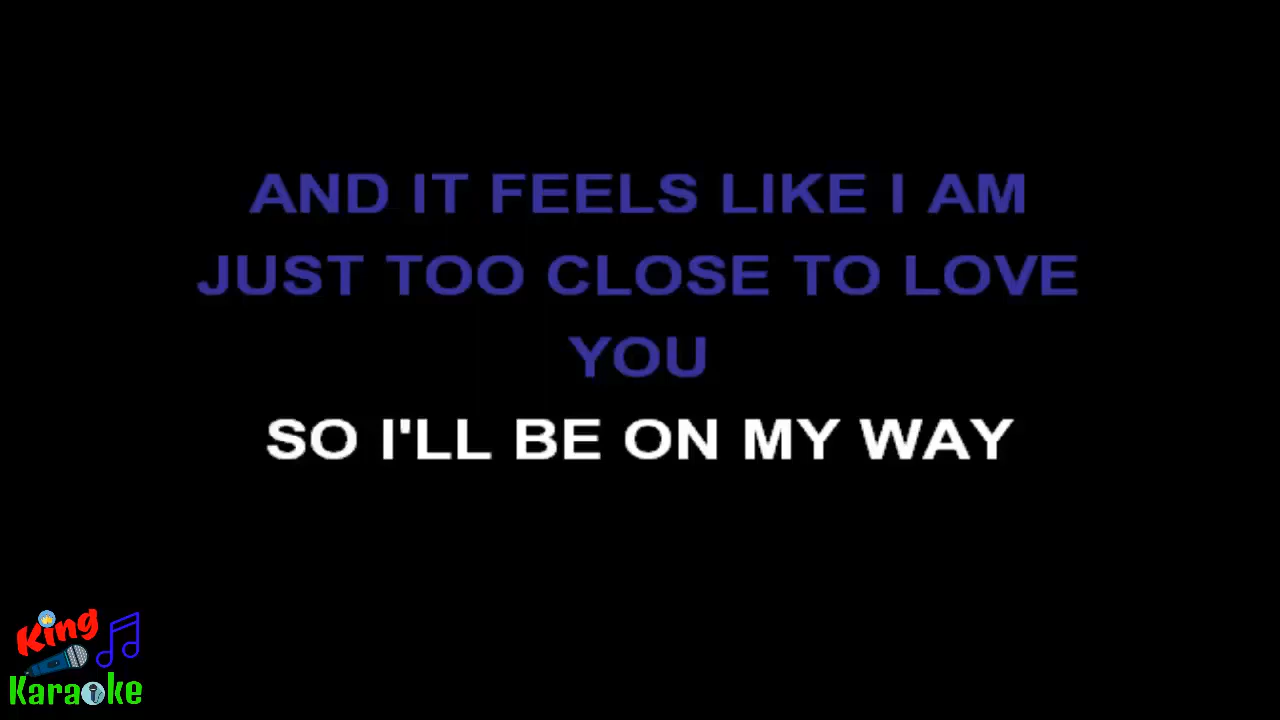 AND IT FEELS LIKE I AM
JUST TOO CLOSE TO LOVE
YOU
SO I'LL BE ON MY WAY
King
Karaoke